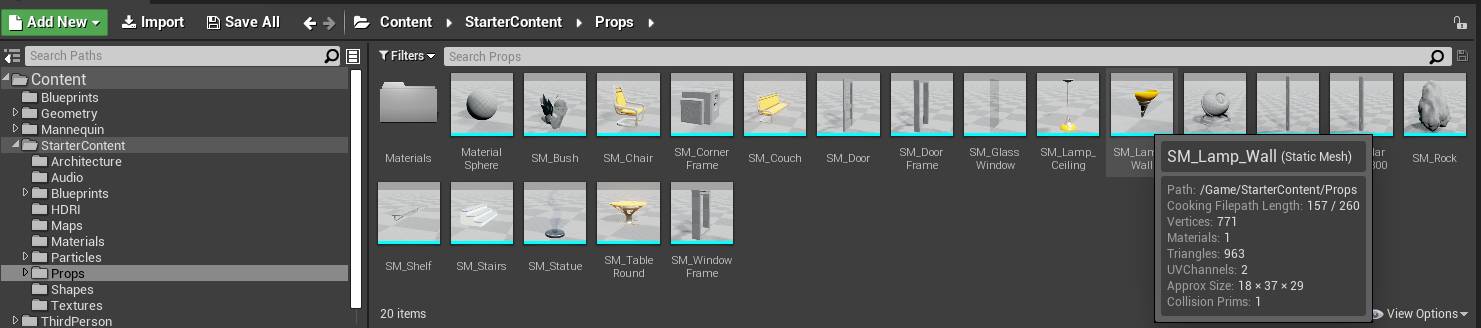 Add New Import Save All Content StarterContent Props
Search Paths
Filters Search Props
Content
Blueprints
Geometry
Mannequin
StarterContent
Architecture
Audio
Blueprints
HDRI
Maps
Materials
Particles
Props
Shapes
Textures
ThirdPerson
Materials
Material
Sphere
SM_Bush
SM_Chair
SM_Corner
Frame
SM_Couch
SM_Door
SM_Door
Frame
SM_Glass
Window
SM_Lamp_
Ceiling
SM_Lam
Wall
lar
300
SM_Rock
SM_Shelf
SM_Stairs
SM_Statue
SM_Table
Round
SM_Window
Frame
SM_Lamp_Wall (Static Mesh)
Path: /Game/StarterContent/Props
Cooking Filepath Length: 157 / 260
Vertices: 771
Materials: 1
Triangles: 963
UVChannels: 2
Approx Size: 18 × 37 × 29
Collision Prims: 1
20 items
View Options